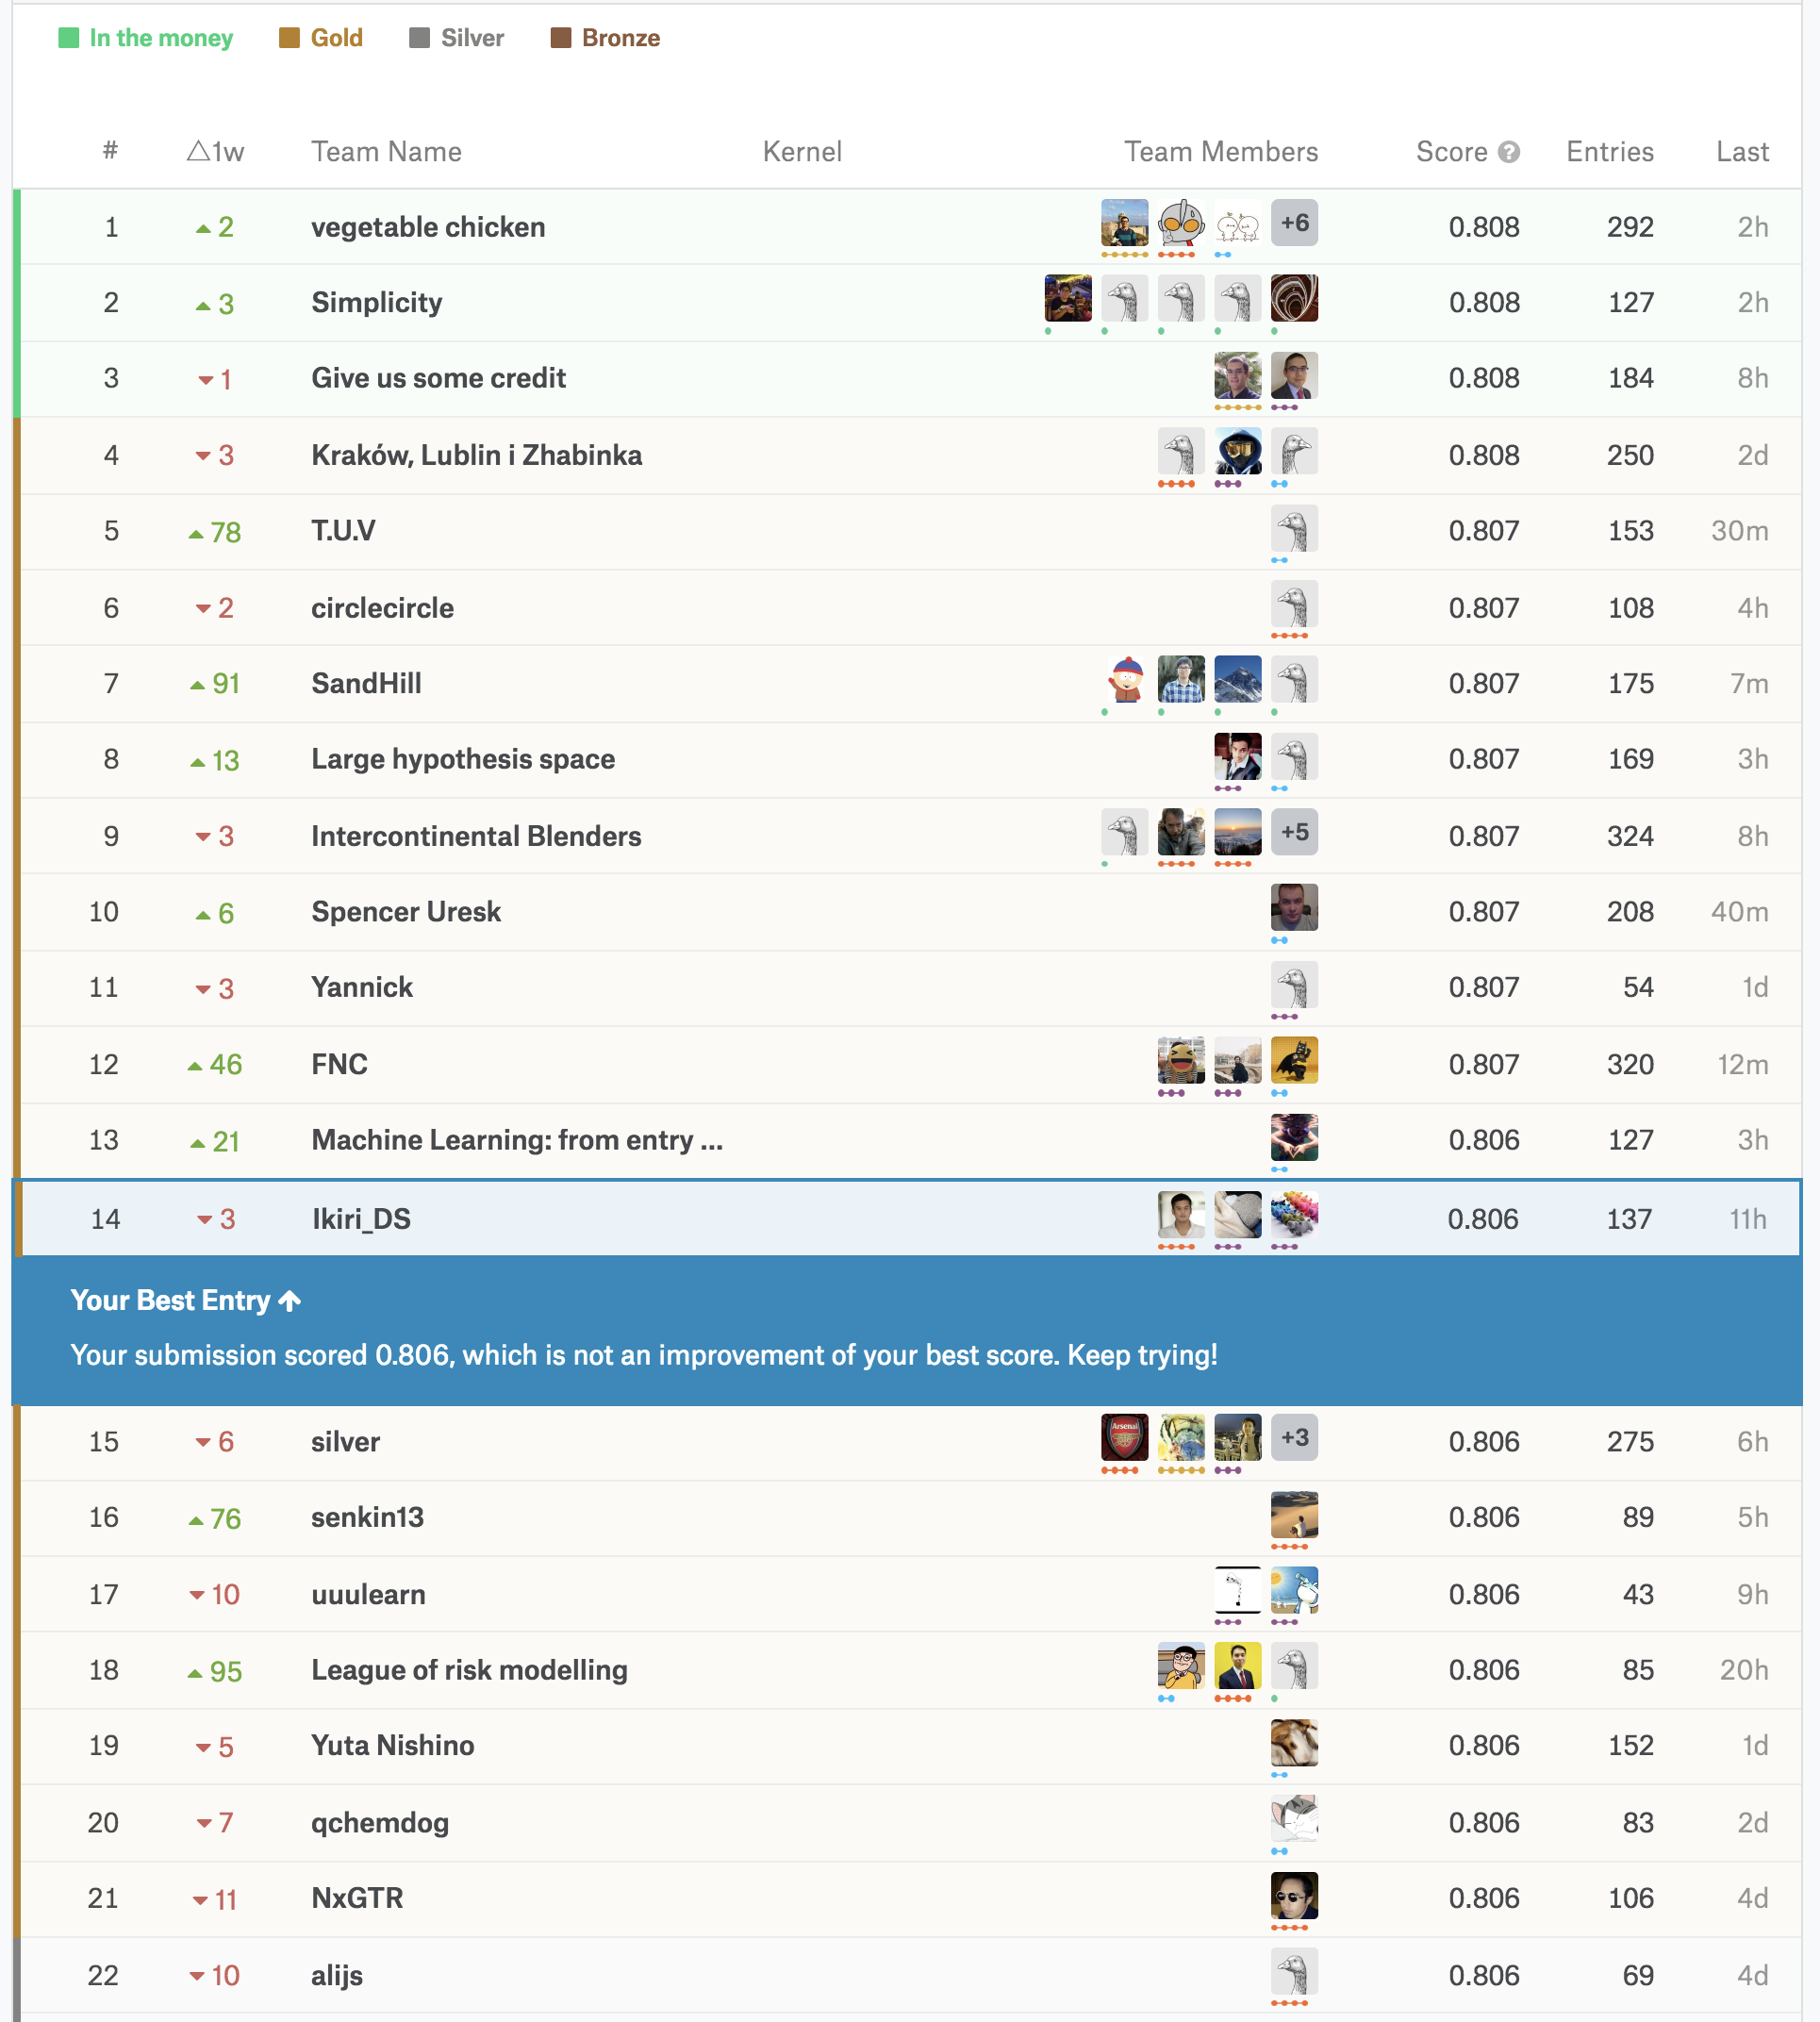 In the money Gold Silver Bronze
# △1w Team Name Kernel Team Members Score ? Entries Last
1 ▲2 vegetable chicken +6 0.808 292 2h
2 ▲3 Simplicity 0.808 127 2h
3 ▼1 Give us some credit 0.808 184 8h
4 ▼3 Kraków, Lublin i Zhabinka 0.808 250 2d
5 ▲78 T.U.V 0.807 153 30m
6 ▼2 circlecircle 0.807 108 4h
7 ▲91 SandHill 0.807 175 7m
8 ▲13 Large hypothesis space 0.807 169 3h
9 ▼3 Intercontinental Blenders +5 0.807 324 8h
10 ▲6 Spencer Uresk 0.807 208 40m
11 ▼3 Yannick 0.807 54 1d
12 ▲46 FNC 0.807 320 12m
13 ▲21 Machine Learning: from entry ... 0.806 127 3h
14 ▼3 Ikiri_DS 0.806 137 11h
Your Best Entry ↑
Your submission scored 0.806, which is not an improvement of your best score. Keep trying!
15 ▼6 silver Arsenal +3 0.806 275 6h
16 ▲76 senkin13 0.806 89 5h
17 ▼10 uuulearn 0.806 43 9h
18 ▲95 League of risk modelling 0.806 85 20h
19 ▼5 Yuta Nishino 0.806 152 1d
20 ▼7 qchemdog 0.806 83 2d
21 ▼11 NxGTR 0.806 106 4d
22 ▼10 alijs 0.806 69 4d